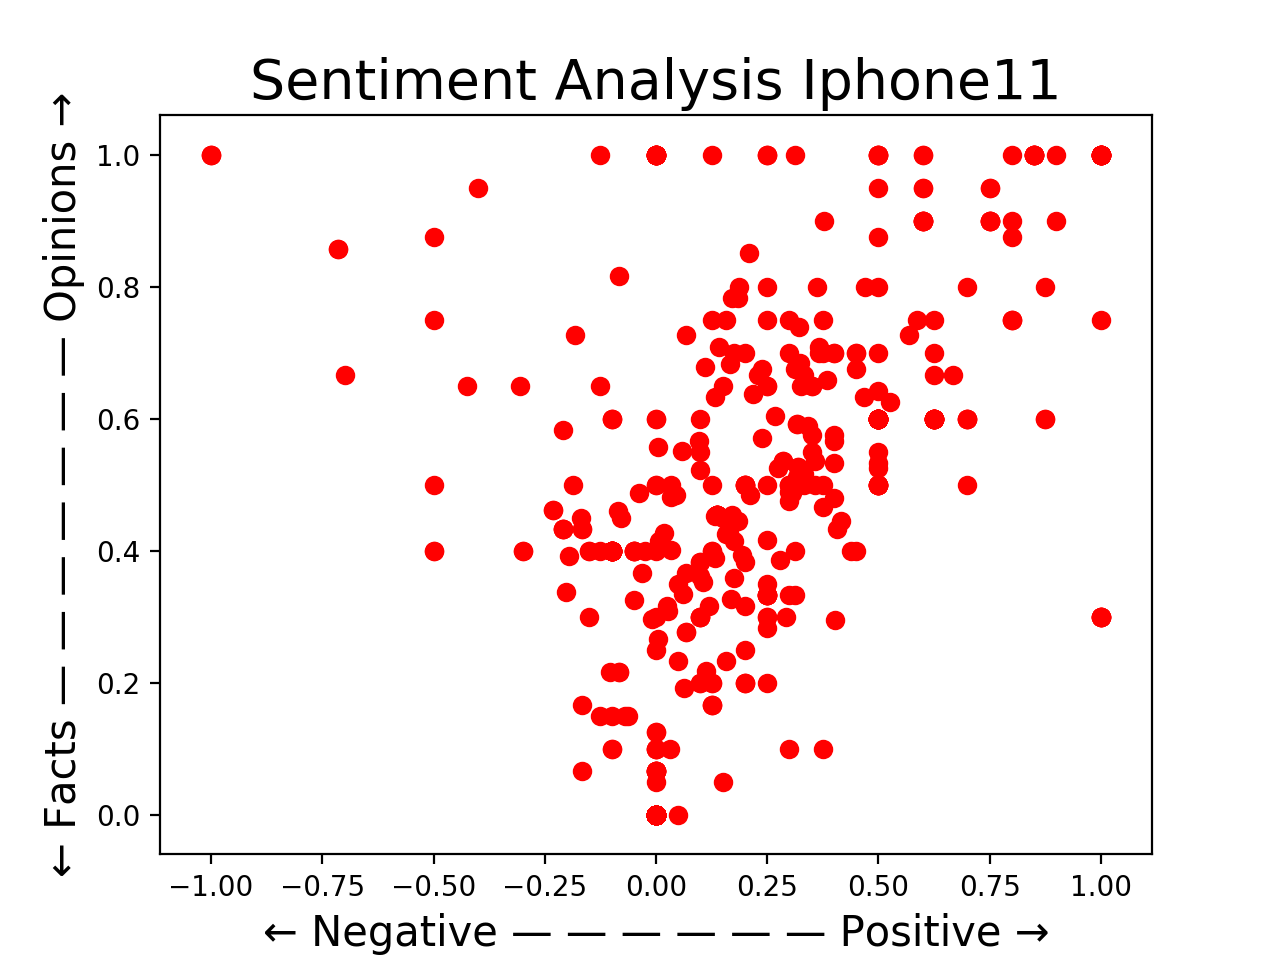 Sentiment Analysis Iphone11
← Facts — — — — — — — Opinions →
1.0
0.8
0.6
0.4
0.2
0.0
−1.00 −0.75 −0.50 −0.25 0.00 0.25 0.50 0.75 1.00
← Negative — — — — — — Positive →